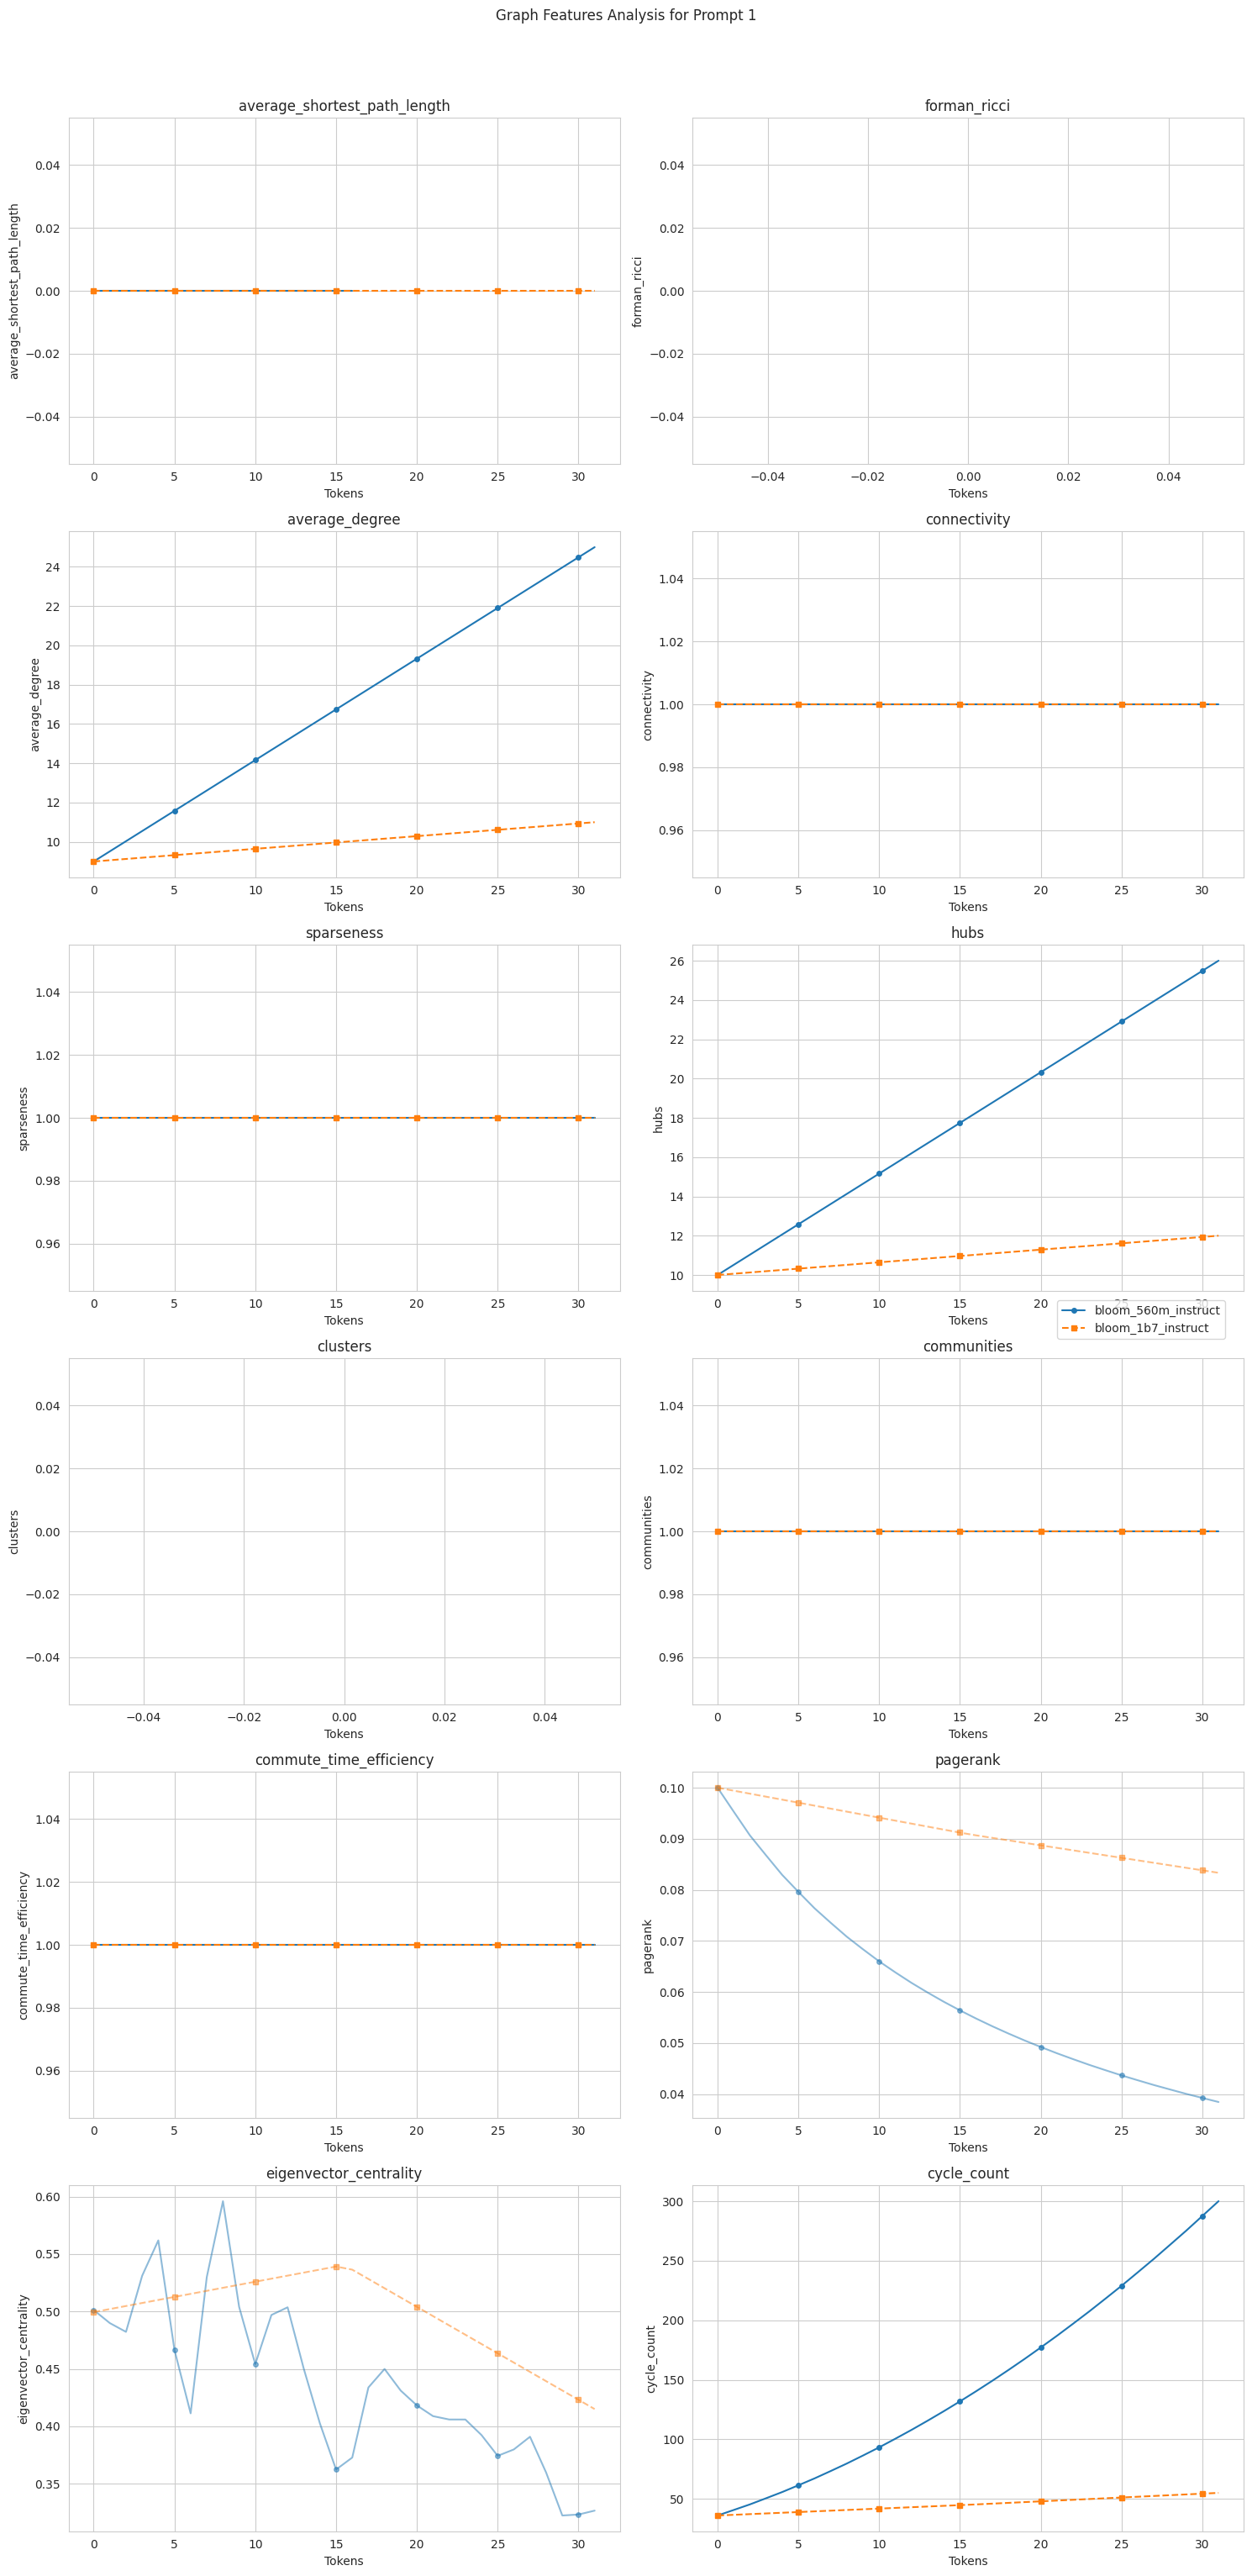 Graph Features Analysis for Prompt 1
average_shortest_path_length
average_shortest_path_length
0.04
0.02
0.00
−0.02
−0.04
0 5 10 15 20 25 30
Tokens
forman_ricci
forman_ricci
0.04
0.02
0.00
−0.02
−0.04
−0.04 −0.02 0.00 0.02 0.04
Tokens
average_degree
average_degree
24
22
20
18
16
14
12
10
0 5 10 15 20 25 30
Tokens
connectivity
connectivity
1.04
1.02
1.00
0.98
0.96
0 5 10 15 20 25 30
Tokens
sparseness
sparseness
1.04
1.02
1.00
0.98
0.96
0 5 10 15 20 25 30
Tokens
hubs
hubs
26
24
22
20
18
16
14
12
10
0 5 10 15 20 25 30
Tokens
bloom_560m_instruct
bloom_1b7_instruct
clusters
clusters
0.04
0.02
0.00
−0.02
−0.04
−0.04 −0.02 0.00 0.02 0.04
Tokens
communities
communities
1.04
1.02
1.00
0.98
0.96
0 5 10 15 20 25 30
Tokens
commute_time_efficiency
commute_time_efficiency
1.04
1.02
1.00
0.98
0.96
0 5 10 15 20 25 30
Tokens
pagerank
pagerank
0.10
0.09
0.08
0.07
0.06
0.05
0.04
0 5 10 15 20 25 30
Tokens
eigenvector_centrality
eigenvector_centrality
0.60
0.55
0.50
0.45
0.40
0.35
0 5 10 15 20 25 30
Tokens
cycle_count
cycle_count
300
250
200
150
100
50
0 5 10 15 20 25 30
Tokens